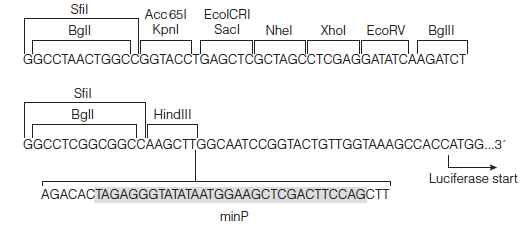 SfiI
Acc65I EcoICRI
BglI KpnI SacI NheI XhoI EcoRV BglII
GGCCTAACTGGCCGGTACCTGAGCTCGCTAGCCTCGAGGATATCAAGATCT
SfiI
BglI HindIII
GGCCTCGGCGGCCAAGCTTGGCAATCCGGTACTGTTGGTAAAGCCACCATGG...3´
Luciferase start
AGACACTAGAGGGTATATAATGGAAGCTCGACTTCCAGCTT
minP